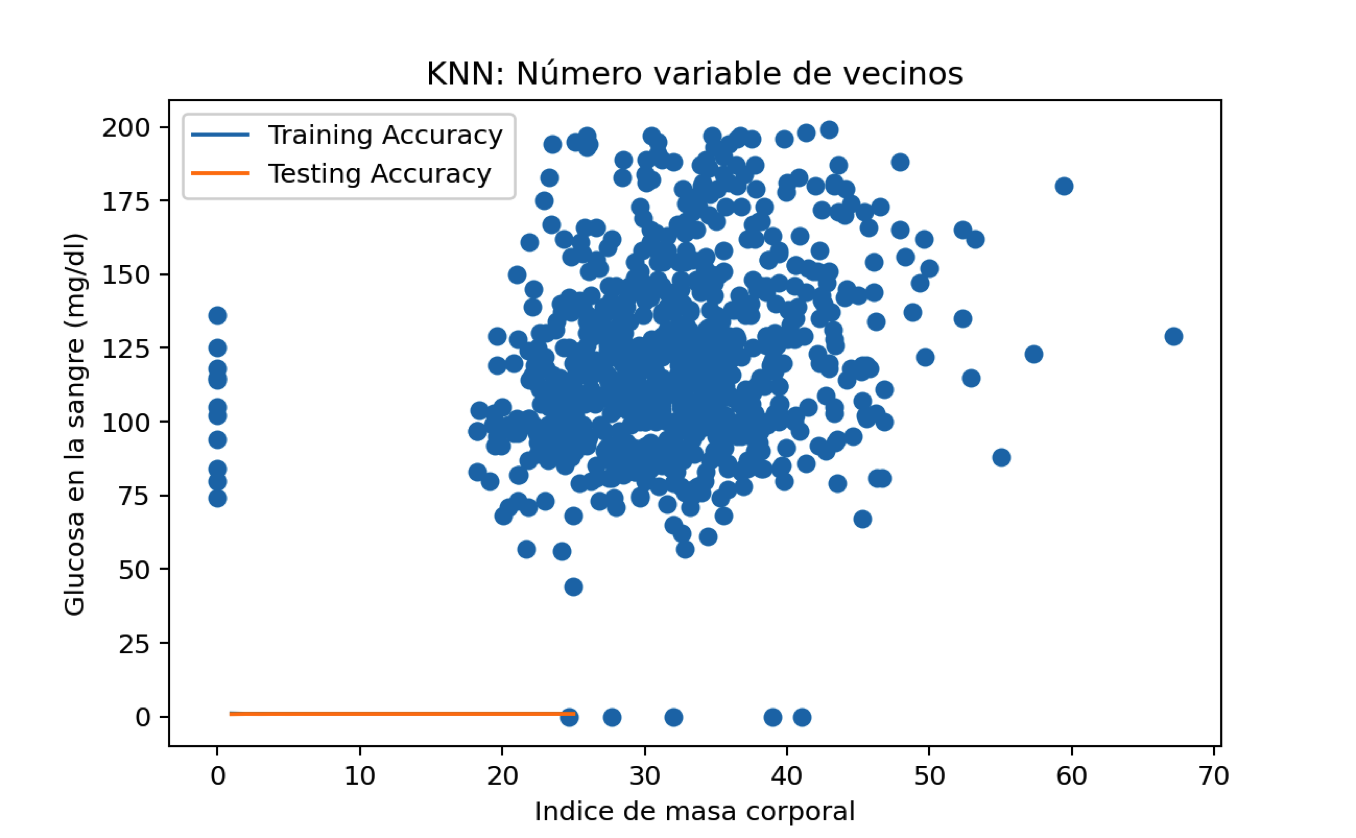 KNN: Número variable de vecinos
Training Accuracy
Testing Accuracy
Glucosa en la sangre (mg/dl)
200
175
150
125
100
75
50
25
0
0 10 20 30 40 50 60 70
Indice de masa corporal